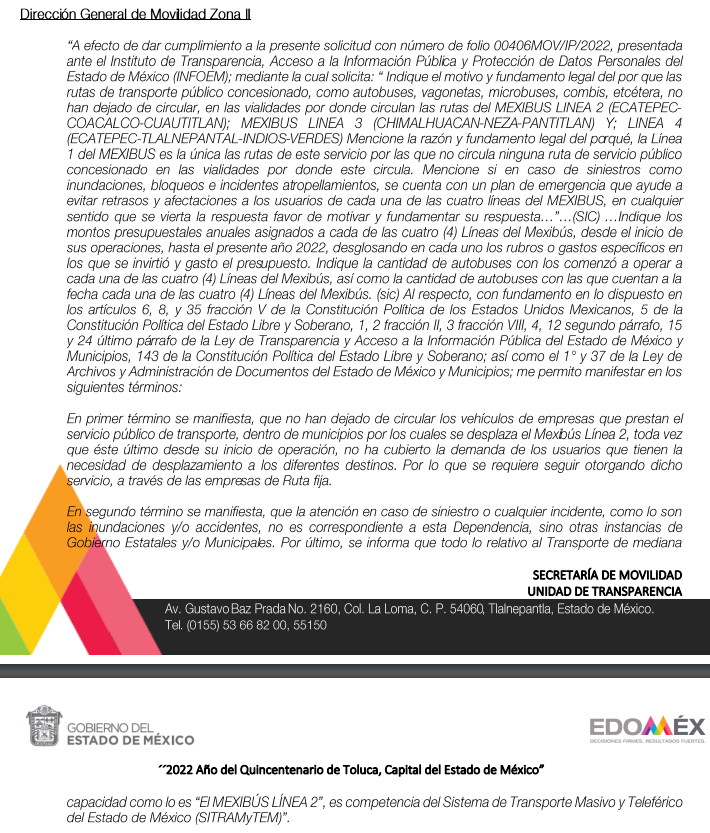 Dirección General de Movilidad Zona II
“A efecto de dar cumplimiento a la presente solicitud con número de folio 00406MOV/IP/2022, presentada
ante el Instituto de Transparencia, Acceso a la Información Pública y Protección de Datos Personales del
Estado de México (INFOEM); mediante la cual solicita: “ Indique el motivo y fundamento legal del por que las
rutas de transporte público concesionado, como autobuses, vagonetas, microbuses, combis, etcétera, no
han dejado de circular, en las vialidades por donde circulan las rutas del MEXIBUS LINEA 2 (ECATEPEC-
COACALCO-CUAUTITLAN); MEXIBUS LINEA 3 (CHIMALHUACAN-NEZA-PANTITLAN) Y; LINEA 4
(ECATEPEC-TLALNEPANTAL-INDIOS-VERDES) Mencione la razón y fundamento legal del porqué, la Línea
1 del MEXIBUS es la única las rutas de este servicio por las que no circula ninguna ruta de servicio público
concesionado en las vialidades por donde este circula. Mencione si en caso de siniestros como
inundaciones, bloqueos e incidentes atropellamientos, se cuenta con un plan de emergencia que ayude a
evitar retrasos y afectaciones a los usuarios de cada una de las cuatro líneas del MEXIBUS, en cualquier
sentido que se vierta la respuesta favor de motivar y fundamentar su respuesta…”…(SIC) …Indique los
montos presupuestales anuales asignados a cada de las cuatro (4) Líneas del Mexibús, desde el inicio de
sus operaciones, hasta el presente año 2022, desglosando en cada uno los rubros o gastos específicos en
los que se invirtió y gasto el presupuesto. Indique la cantidad de autobuses con los comenzó a operar a
cada una de las cuatro (4) Líneas del Mexibús, así como la cantidad de autobuses con las que cuentan a la
fecha cada una de las cuatro (4) Líneas del Mexibús. (sic) Al respecto, con fundamento en lo dispuesto en
los artículos 6, 8, y 35 fracción V de la Constitución Política de los Estados Unidos Mexicanos, 5 de la
Constitución Política del Estado Libre y Soberano, 1, 2 fracción II, 3 fracción VIII, 4, 12 segundo párrafo, 15
y 24 último párrafo de la Ley de Transparencia y Acceso a la Información Pública del Estado de México y
Municipios, 143 de la Constitución Política del Estado Libre y Soberano; así como el 1° y 37 de la Ley de
Archivos y Administración de Documentos del Estado de México y Municipios; me permito manifestar en los
siguientes términos:
En primer término se manifiesta, que no han dejado de circular los vehículos de empresas que prestan el
servicio público de transporte, dentro de municipios por los cuales se desplaza el Mexibús Línea 2, toda vez
que éste último desde su inicio de operación, no ha cubierto la demanda de los usuarios que tienen la
necesidad de desplazamiento a los diferentes destinos. Por lo que se requiere seguir otorgando dicho
servicio, a través de las empresas de Ruta fija.
En segundo término se manifiesta, que la atención en caso de siniestro o cualquier incidente, como lo son
las inundaciones y/o accidentes, no es correspondiente a esta Dependencia, sino otras instancias de
Gobierno Estatales y/o Municipales. Por último, se informa que todo lo relativo al Transporte de mediana
SECRETARÍA DE MOVILIDAD
UNIDAD DE TRANSPARENCIA
Av. Gustavo Baz Prada No. 2160, Col. La Loma, C. P. 54060, Tlalnepantla, Estado de México.
Tel. (0155) 53 66 82 00, 55150
GOBIERNO DEL
ESTADO DE MÉXICO
EDOMÉX
DECISIONES FIRMES, RESULTADOS FUERTES.
´´2022 Año del Quincentenario de Toluca, Capital del Estado de México”
capacidad como lo es “El MEXIBÚS LÍNEA 2”, es competencia del Sistema de Transporte Masivo y Teleférico
del Estado de México (SITRAMyTEM)”.